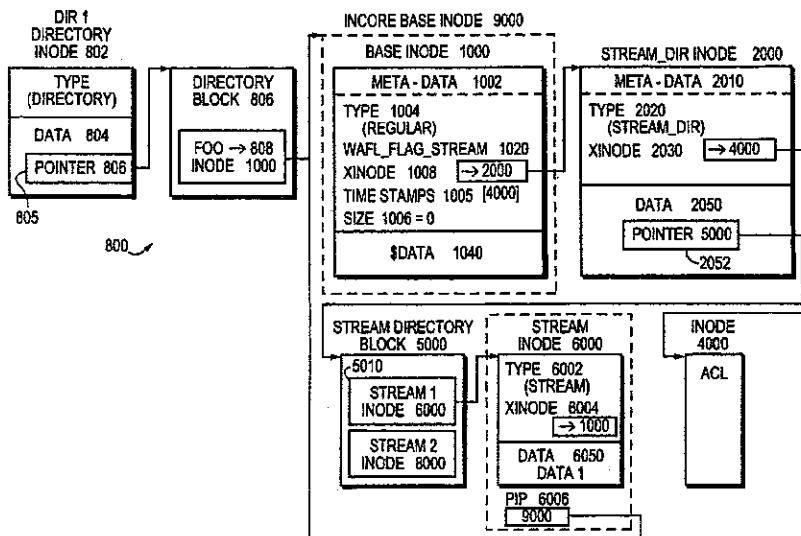 DIR 1
DIRECTORY
INODE 802
TYPE
(DIRECTORY)
DATA 804
POINTER 806
805
800
DIRECTORY
BLOCK 806
FOO → 808
INODE 1000
INCORE BASE INODE 9000
BASE INODE 1000
META - DATA 1002
TYPE 1004
(REGULAR)
WAFL_FLAG_STREAM 1020
XINODE 1008 → 2000
TIME STAMPS 1005 [4000]
SIZE 1006 = 0
$DATA 1040
STREAM_DIR INODE 2000
META - DATA 2010
TYPE 2020
(STREAM_DIR)
XINODE 2030 → 4000
DATA 2050
POINTER 5000
2052
STREAM DIRECTORY
BLOCK 5000
5010
STREAM 1
INODE 6000
STREAM 2
INODE 8000
STREAM
INODE 6000
TYPE 6002
(STREAM)
XINODE 6004
→ 1000
DATA 6050
DATA 1
PIP 6006
9000
INODE
4000
ACL